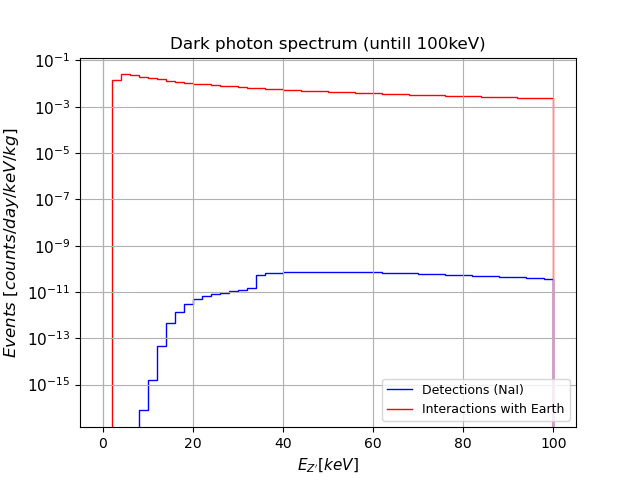 Dark photon spectrum (untill 100keV)
Events [counts/day/keV/kg]
10⁻¹
10⁻³
10⁻⁵
10⁻⁷
10⁻⁹
10⁻¹¹
10⁻¹³
10⁻¹⁵
Detections (NaI)
Interactions with Earth
0 20 40 60 80 100
E_{Z'}[keV]